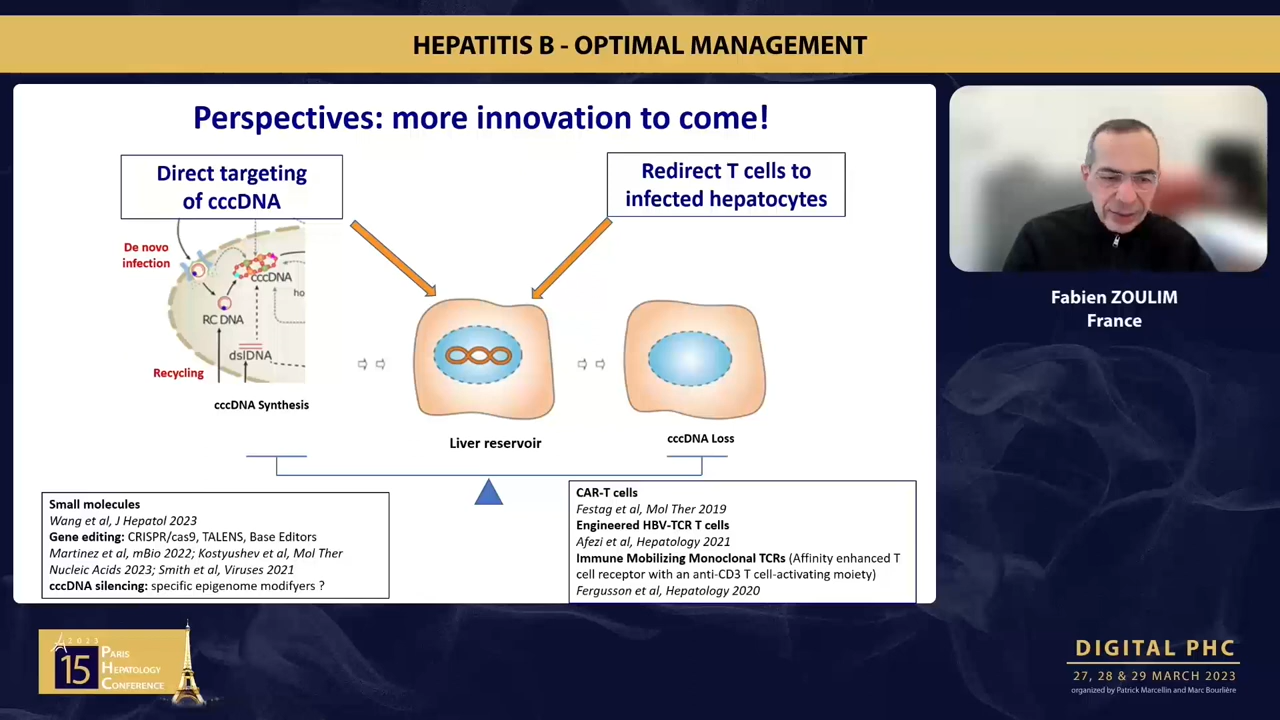 HEPATITIS B - OPTIMAL MANAGEMENT
Perspectives: more innovation to come!
Direct targeting
of cccDNA
Redirect T cells to
infected hepatocytes
De novo
infection
cccDNA
ho
RC DNA
dslDNA
Recycling
cccDNA Synthesis
Liver reservoir
cccDNA Loss
Small molecules
Wang et al, J Hepatol 2023
Gene editing: CRISPR/cas9, TALENS, Base Editors
Martinez et al, mBio 2022; Kostyushev et al, Mol Ther
Nucleic Acids 2023; Smith et al, Viruses 2021
cccDNA silencing: specific epigenome modifyers ?
CAR-T cells
Festag et al, Mol Ther 2019
Engineered HBV-TCR T cells
Afezi et al, Hepatology 2021
Immune Mobilizing Monoclonal TCRs (Affinity enhanced T
cell receptor with an anti-CD3 T cell-activating moiety)
Fergusson et al, Hepatology 2020
Fabien ZOULIM
France
2023
15
PARIS
HEPATOLOGY
CONFERENCE
DIGITAL PHC
27, 28 & 29 MARCH 2023
organized by Patrick Marcellin and Marc Bourlière